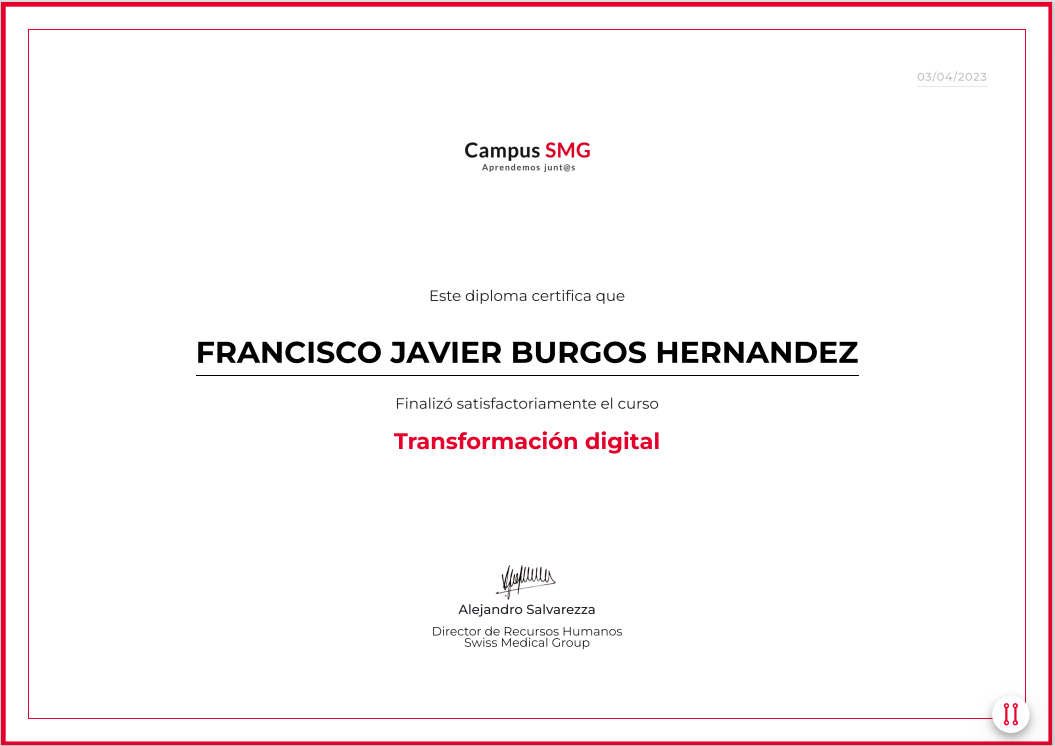 03/04/2023
Campus SMG
Aprendemos junt@s
Este diploma certifica que
FRANCISCO JAVIER BURGOS HERNANDEZ
Finalizó satisfactoriamente el curso
Transformación digital
Alejandro Salvarezza
Director de Recursos Humanos
Swiss Medical Group